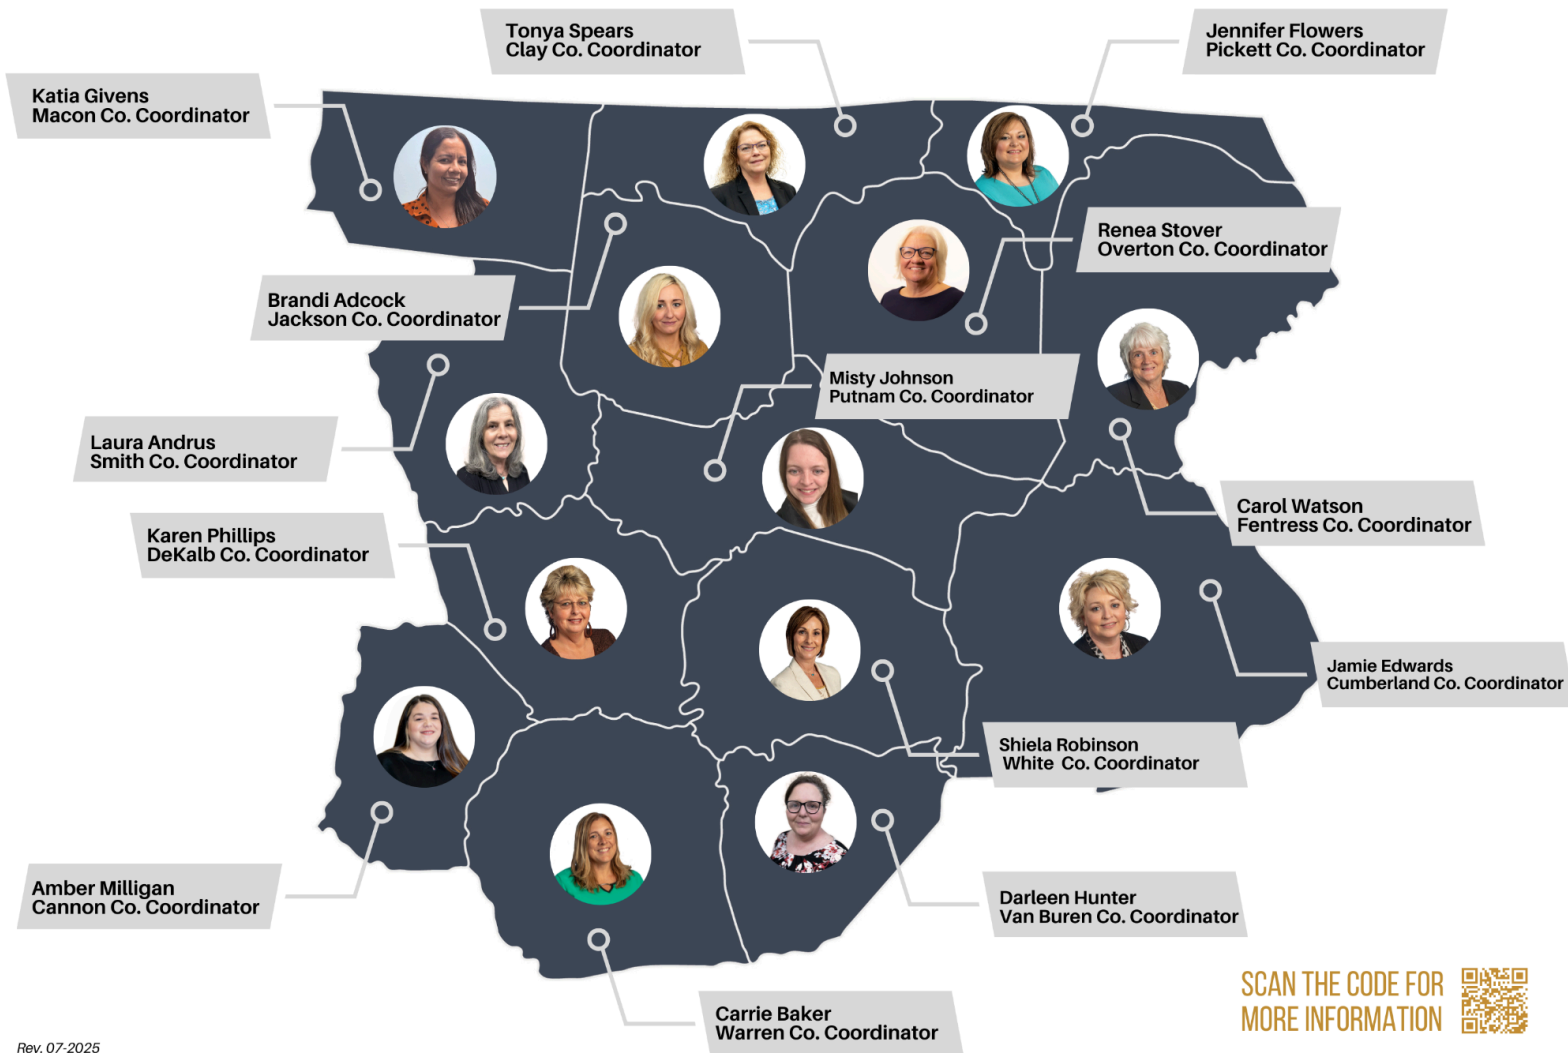 Tonya Spears
Clay Co. Coordinator
Jennifer Flowers
Pickett Co. Coordinator
Katia Givens
Macon Co. Coordinator
Renea Stover
Overton Co. Coordinator
Brandi Adcock
Jackson Co. Coordinator
Misty Johnson
Putnam Co. Coordinator
Laura Andrus
Smith Co. Coordinator
Carol Watson
Fentress Co. Coordinator
Karen Phillips
DeKalb Co. Coordinator
Jamie Edwards
Cumberland Co. Coordinator
Shiela Robinson
White Co. Coordinator
Amber Milligan
Cannon Co. Coordinator
Darleen Hunter
Van Buren Co. Coordinator
Carrie Baker
Warren Co. Coordinator
SCAN THE CODE FOR
MORE INFORMATION
Rev. 07-2025